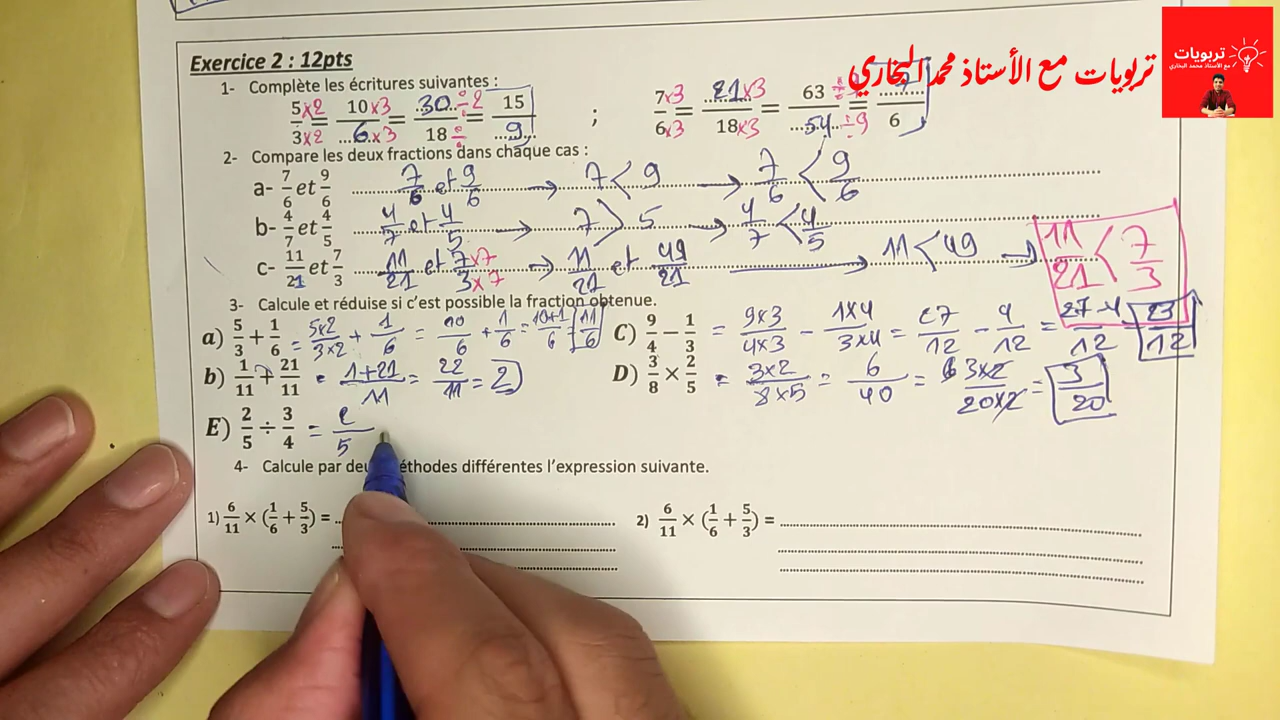 تربويات
مع الأستاذ محمد البخاري
تربويات مع الأستاذ محمد البخاري
Exercice 2 : 12pts
1- Complète les écritures suivantes :
5×2/3×2 = 10×3/6×3 = 30÷2/18÷ = 15/9 ; 7×3/6×3 = 21×3/18×3 = 63÷9/54÷9 = 7/6
2- Compare les deux fractions dans chaque cas :
a- 7/6 et 9/6 7/6 et 9/6 → 7 < 9 → 7/6 < 9/6
b- 4/7 et 4/5 4/7 et 4/5 → 7 > 5 → 4/7 < 4/5
c- 11/21 et 7/3 11/21 et 7×7/3×7 → 11/21 et 49/21 → 11 < 49 → 11/21 < 7/3
3- Calcule et réduise si c'est possible la fraction obtenue.
a) 5/3 + 1/6 = 5×2/3×2 + 1/6 = 10/6 + 1/6 = 10+1/6 = 11/6
C) 9/4 − 1/3 = 9×3/4×3 − 1×4/3×4 = 27/12 − 4/12 = 27−4/12 = 23/12
b) 1/11 + 21/11 = 1+21/11 = 22/11 = 2
D) 3/8 × 2/5 = 3×2/8×5 = 6/40 = 3×2/20×2 = 3/20
E) 2/5 ÷ 3/4 = 2/5
4- Calcule par deu méthodes différentes l'expression suivante.
1) 6/11 × (1/6 + 5/3) =
2) 6/11 × (1/6 + 5/3) =